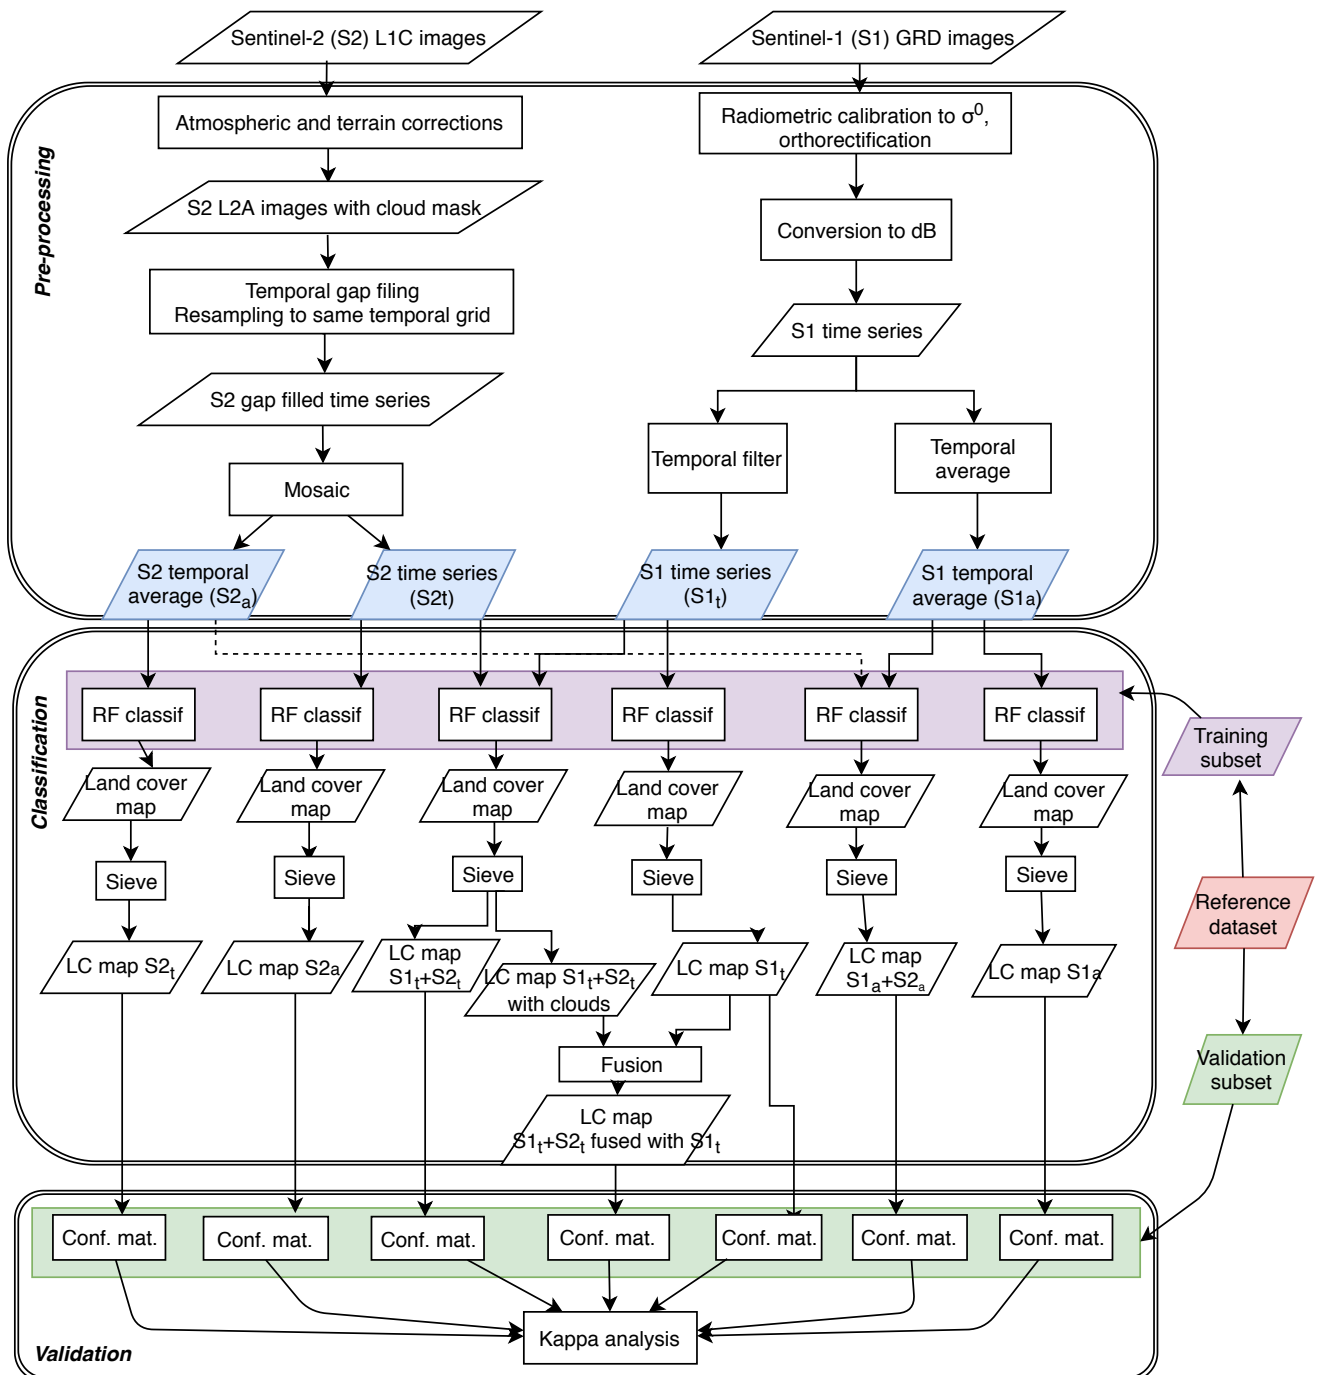 Sentinel-2 (S2) L1C images
Sentinel-1 (S1) GRD images
Pre-processing
Atmospheric and terrain corrections
Radiometric calibration to σ⁰,
orthorectification
S2 L2A images with cloud mask
Conversion to dB
Temporal gap filing
Resampling to same temporal grid
S1 time series
S2 gap filled time series
Temporal filter
Temporal
average
Mosaic
S2 temporal
average (S2a)
S2 time series
(S2t)
S1 time series
(S1t)
S1 temporal
average (S1a)
Classification
RF classif
RF classif
RF classif
RF classif
RF classif
RF classif
Training
subset
Land cover
map
Land cover
map
Land cover
map
Land cover
map
Land cover
map
Land cover
map
Sieve
Sieve
Sieve
Sieve
Sieve
Sieve
Reference
dataset
LC map S2t
LC map S2a
LC map
S1t+S2t
LC map S1t+S2t
with clouds
LC map S1t
LC map
S1a+S2a
LC map S1a
Fusion
Validation
subset
LC map
S1t+S2t fused with S1t
Conf. mat.
Conf. mat.
Conf. mat.
Conf. mat.
Conf. mat.
Conf. mat.
Conf. mat.
Kappa analysis
Validation